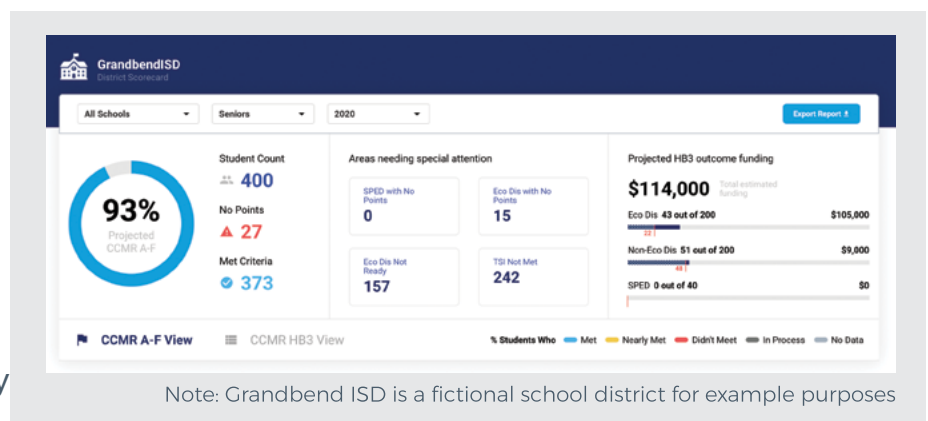 GrandbendISD
District Scorecard
All Schools
Seniors
2020
Export Report
93%
Projected
CCMR A-F
Student Count
400
No Points
27
Met Criteria
373
Areas needing special attention
SPED with No
Points
0
Eco Dis with No
Points
15
Eco Dis Not
Ready
157
TSI Not Met
242
Projected HB3 outcome funding
$114,000
Total estimated
funding
Eco Dis 43 out of 200 $105,000
22
Non-Eco Dis 51 out of 200 $9,000
48
SPED 0 out of 40 $0
CCMR A-F View
CCMR HB3 View
% Students Who Met Nearly Met Didn't Meet In Process No Data
y
Note: Grandbend ISD is a fictional school district for example purposes